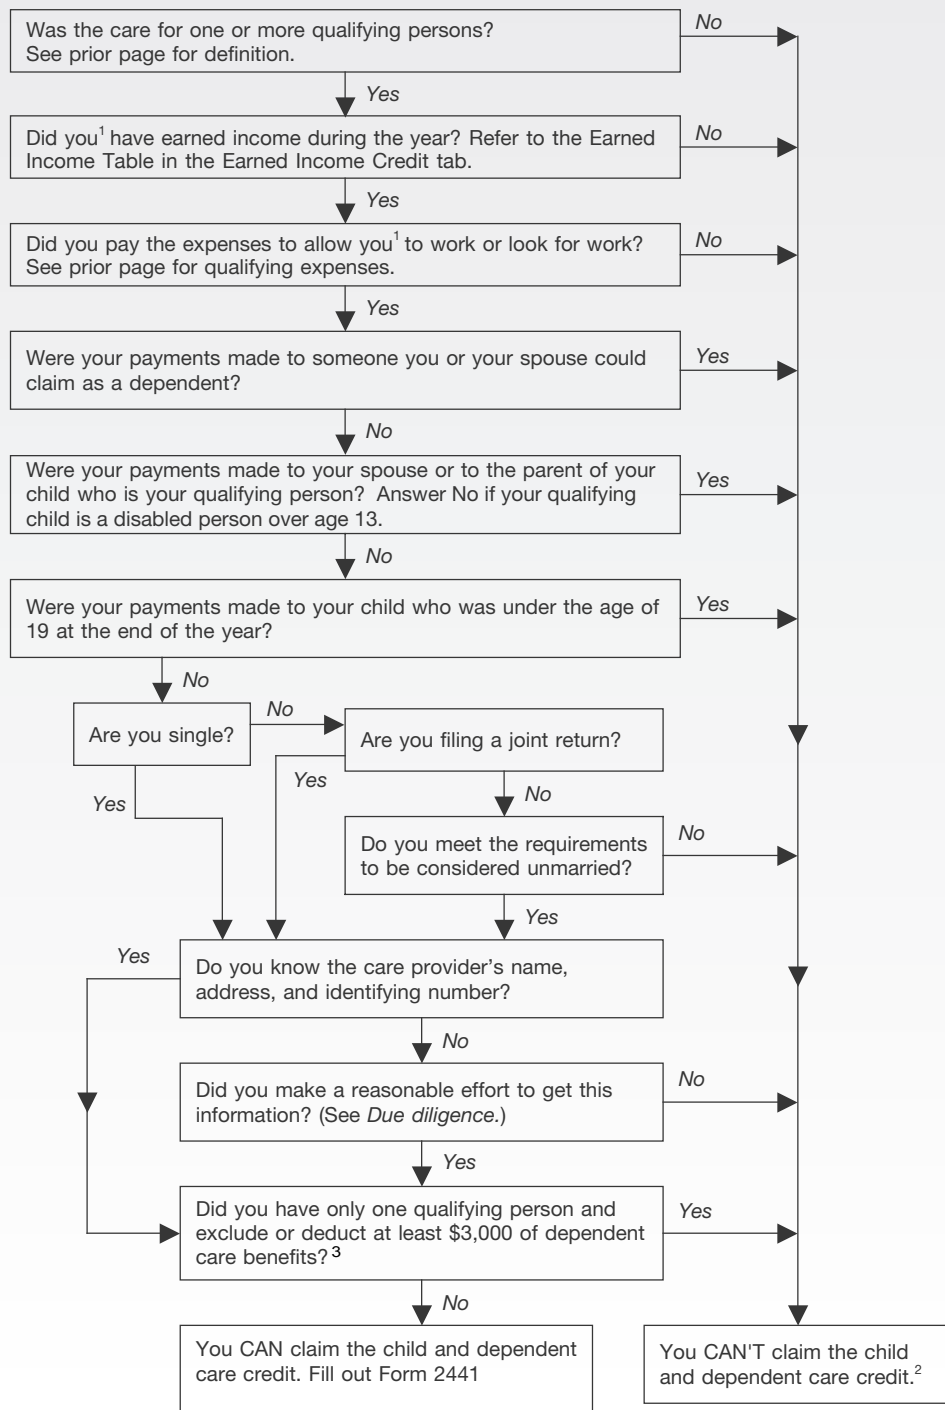 Was the care for one or more qualifying persons?
See prior page for definition.
No
Yes
Did you1 have earned income during the year? Refer to the Earned
Income Table in the Earned Income Credit tab.
No
Yes
Did you pay the expenses to allow you1 to work or look for work?
See prior page for qualifying expenses.
No
Yes
Were your payments made to someone you or your spouse could
claim as a dependent?
Yes
No
Were your payments made to your spouse or to the parent of your
child who is your qualifying person? Answer No if your qualifying
child is a disabled person over age 13.
Yes
No
Were your payments made to your child who was under the age of
19 at the end of the year?
Yes
No
Are you single?
No
Are you filing a joint return?
Yes
Yes
No
Do you meet the requirements
to be considered unmarried?
No
Yes
Do you know the care provider's name,
address, and identifying number?
Yes
No
Did you make a reasonable effort to get this
information? (See Due diligence.)
No
Yes
Did you have only one qualifying person and
exclude or deduct at least $3,000 of dependent
care benefits? 3
Yes
No
You CAN claim the child and dependent
care credit. Fill out Form 2441
You CAN'T claim the child
and dependent care credit.2